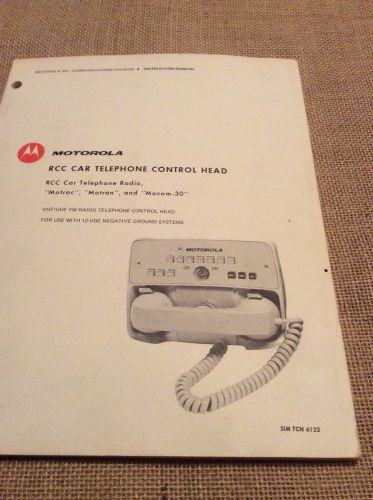 MOTOROLA INC. COMMUNICATIONS DIVISION INSTRUCTION MANUAL
MOTOROLA
RCC CAR TELEPHONE CONTROL HEAD
RCC Car Telephone Radio,
"Motrac", "Motran", and "Mocom-30"
VHF/UHF FM RADIO TELEPHONE CONTROL HEAD
FOR USE WITH 12-VDC NEGATIVE GROUND SYSTEMS
MOTOROLA
ON
SIM TCN 6122